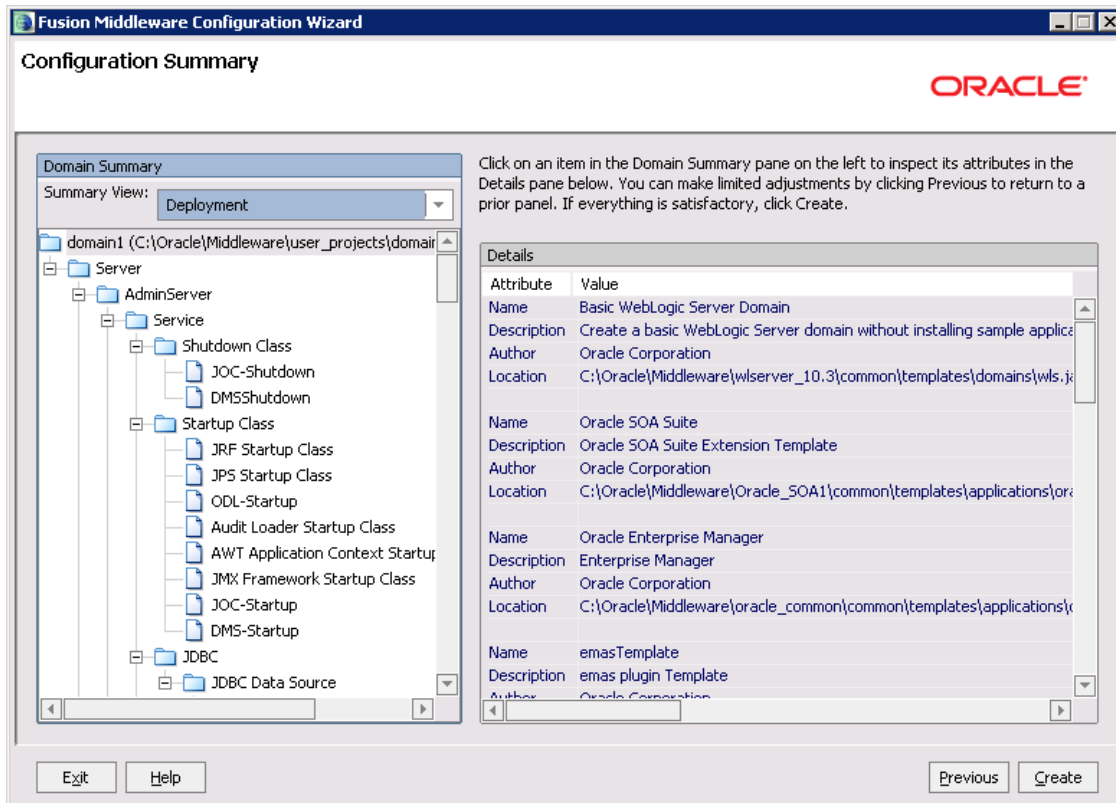 Fusion Middleware Configuration Wizard
Configuration Summary
ORACLE
Domain Summary
Summary View:
Deployment
domain1 (C:\Oracle\Middleware\user_projects\domain
Server
AdminServer
Service
Shutdown Class
JOC-Shutdown
DMSShutdown
Startup Class
JRF Startup Class
JPS Startup Class
ODL-Startup
Audit Loader Startup Class
AWT Application Context Startup
JMX Framework Startup Class
JOC-Startup
DMS-Startup
JDBC
JDBC Data Source
Click on an item in the Domain Summary pane on the left to inspect its attributes in the
Details pane below. You can make limited adjustments by clicking Previous to return to a
prior panel. If everything is satisfactory, click Create.
Details
Attribute Value
Name Basic WebLogic Server Domain
Description Create a basic WebLogic Server domain without installing sample applica
Author Oracle Corporation
Location C:\Oracle\Middleware\wlserver_10.3\common\templates\domains\wls.ja
Name Oracle SOA Suite
Description Oracle SOA Suite Extension Template
Author Oracle Corporation
Location C:\Oracle\Middleware\Oracle_SOA1\common\templates\applications\ora
Name Oracle Enterprise Manager
Description Enterprise Manager
Author Oracle Corporation
Location C:\Oracle\Middleware\oracle_common\common\templates\applications\o
Name emasTemplate
Description emas plugin Template
Author Oracle Corporation
Exit Help Previous Create